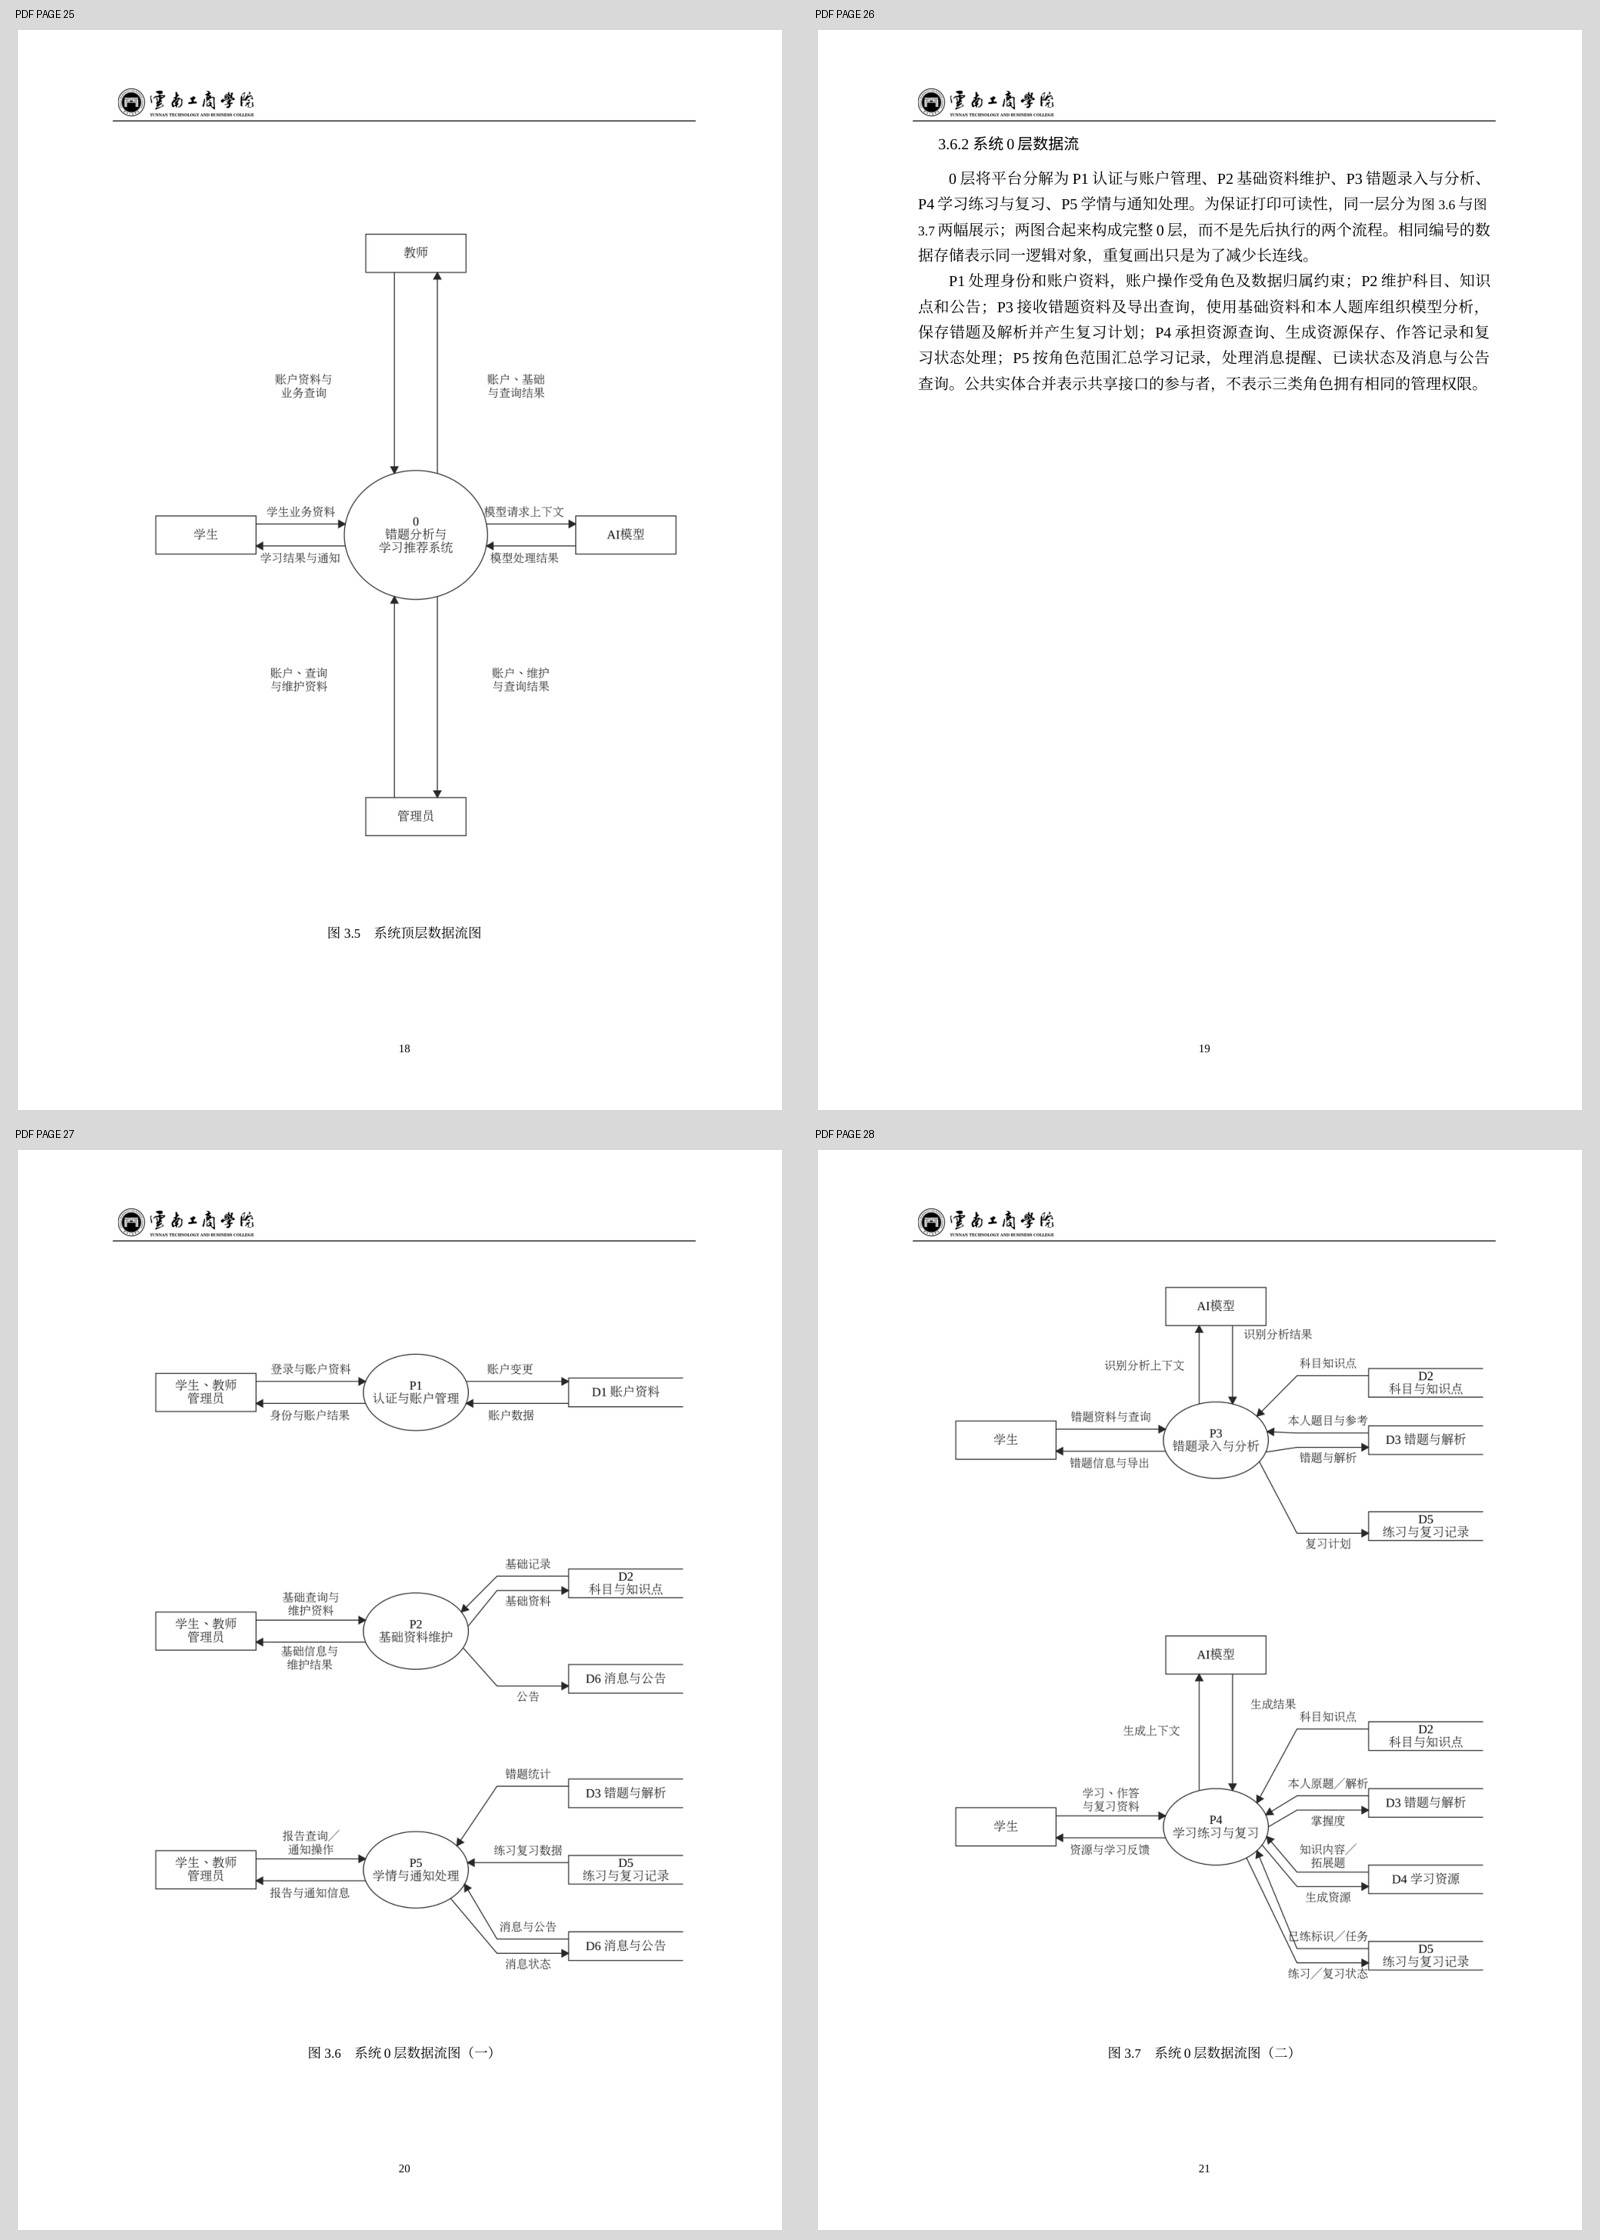 PDF PAGE 25
雲南工商學院
YUNNAN TECHNOLOGY AND BUSINESS COLLEGE
教师
账户资料与
业务查询
账户、基础
与查询结果
学生
学生业务资料
学习结果与通知
0
错题分析与
学习推荐系统
模型请求上下文
模型处理结果
AI模型
账户、查询
与维护资料
账户、维护
与查询结果
管理员
图 3.5 系统顶层数据流图
18
PDF PAGE 26
雲南工商學院
YUNNAN TECHNOLOGY AND BUSINESS COLLEGE
3.6.2 系统 0 层数据流
0 层将平台分解为 P1 认证与账户管理、P2 基础资料维护、P3 错题录入与分析、
P4 学习练习与复习、P5 学情与通知处理。为保证打印可读性，同一层分为图 3.6 与图
3.7 两幅展示；两图合起来构成完整 0 层，而不是先后执行的两个流程。相同编号的数
据存储表示同一逻辑对象，重复画出只是为了减少长连线。
P1 处理身份和账户资料，账户操作受角色及数据归属约束；P2 维护科目、知识
点和公告；P3 接收错题资料及导出查询，使用基础资料和本人题库组织模型分析，
保存错题及解析并产生复习计划；P4 承担资源查询、生成资源保存、作答记录和复
习状态处理；P5 按角色范围汇总学习记录，处理消息提醒、已读状态及消息与公告
查询。公共实体合并表示共享接口的参与者，不表示三类角色拥有相同的管理权限。
19
PDF PAGE 27
雲南工商學院
YUNNAN TECHNOLOGY AND BUSINESS COLLEGE
学生、教师
管理员
登录与账户资料
身份与账户结果
P1
认证与账户管理
账户变更
账户数据
D1 账户资料
学生、教师
管理员
基础查询与
维护资料
基础信息与
维护结果
P2
基础资料维护
基础记录
基础资料
D2
科目与知识点
公告
D6 消息与公告
学生、教师
管理员
报告查询／
通知操作
报告与通知信息
P5
学情与通知处理
错题统计
D3 错题与解析
练习复习数据
D5
练习与复习记录
消息与公告
消息状态
D6 消息与公告
图 3.6 系统 0 层数据流图（一）
20
PDF PAGE 28
雲南工商學院
YUNNAN TECHNOLOGY AND BUSINESS COLLEGE
AI模型
识别分析上下文
识别分析结果
学生
错题资料与查询
错题信息与导出
P3
错题录入与分析
科目知识点
D2
科目与知识点
本人题目与参考
错题与解析
D3 错题与解析
复习计划
D5
练习与复习记录
AI模型
生成上下文
生成结果
学生
学习、作答
与复习资料
资源与学习反馈
P4
学习练习与复习
科目知识点
D2
科目与知识点
本人原题／解析
掌握度
D3 错题与解析
知识内容／
拓展题
生成资源
D4 学习资源
已练标识／任务
练习／复习状态
D5
练习与复习记录
图 3.7 系统 0 层数据流图（二）
21